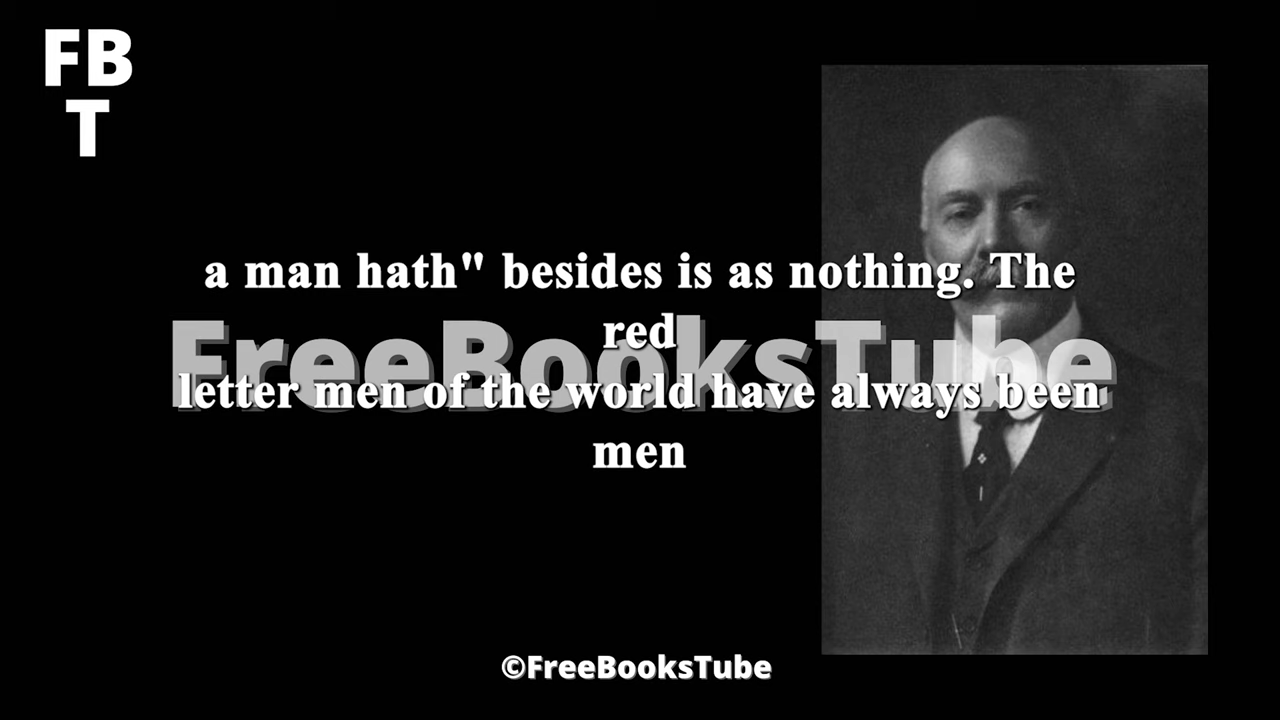 FB
T
a man hath" besides is as nothing. The
red
FreeBooksTube
letter men of the world have always been
men
©FreeBooksTube